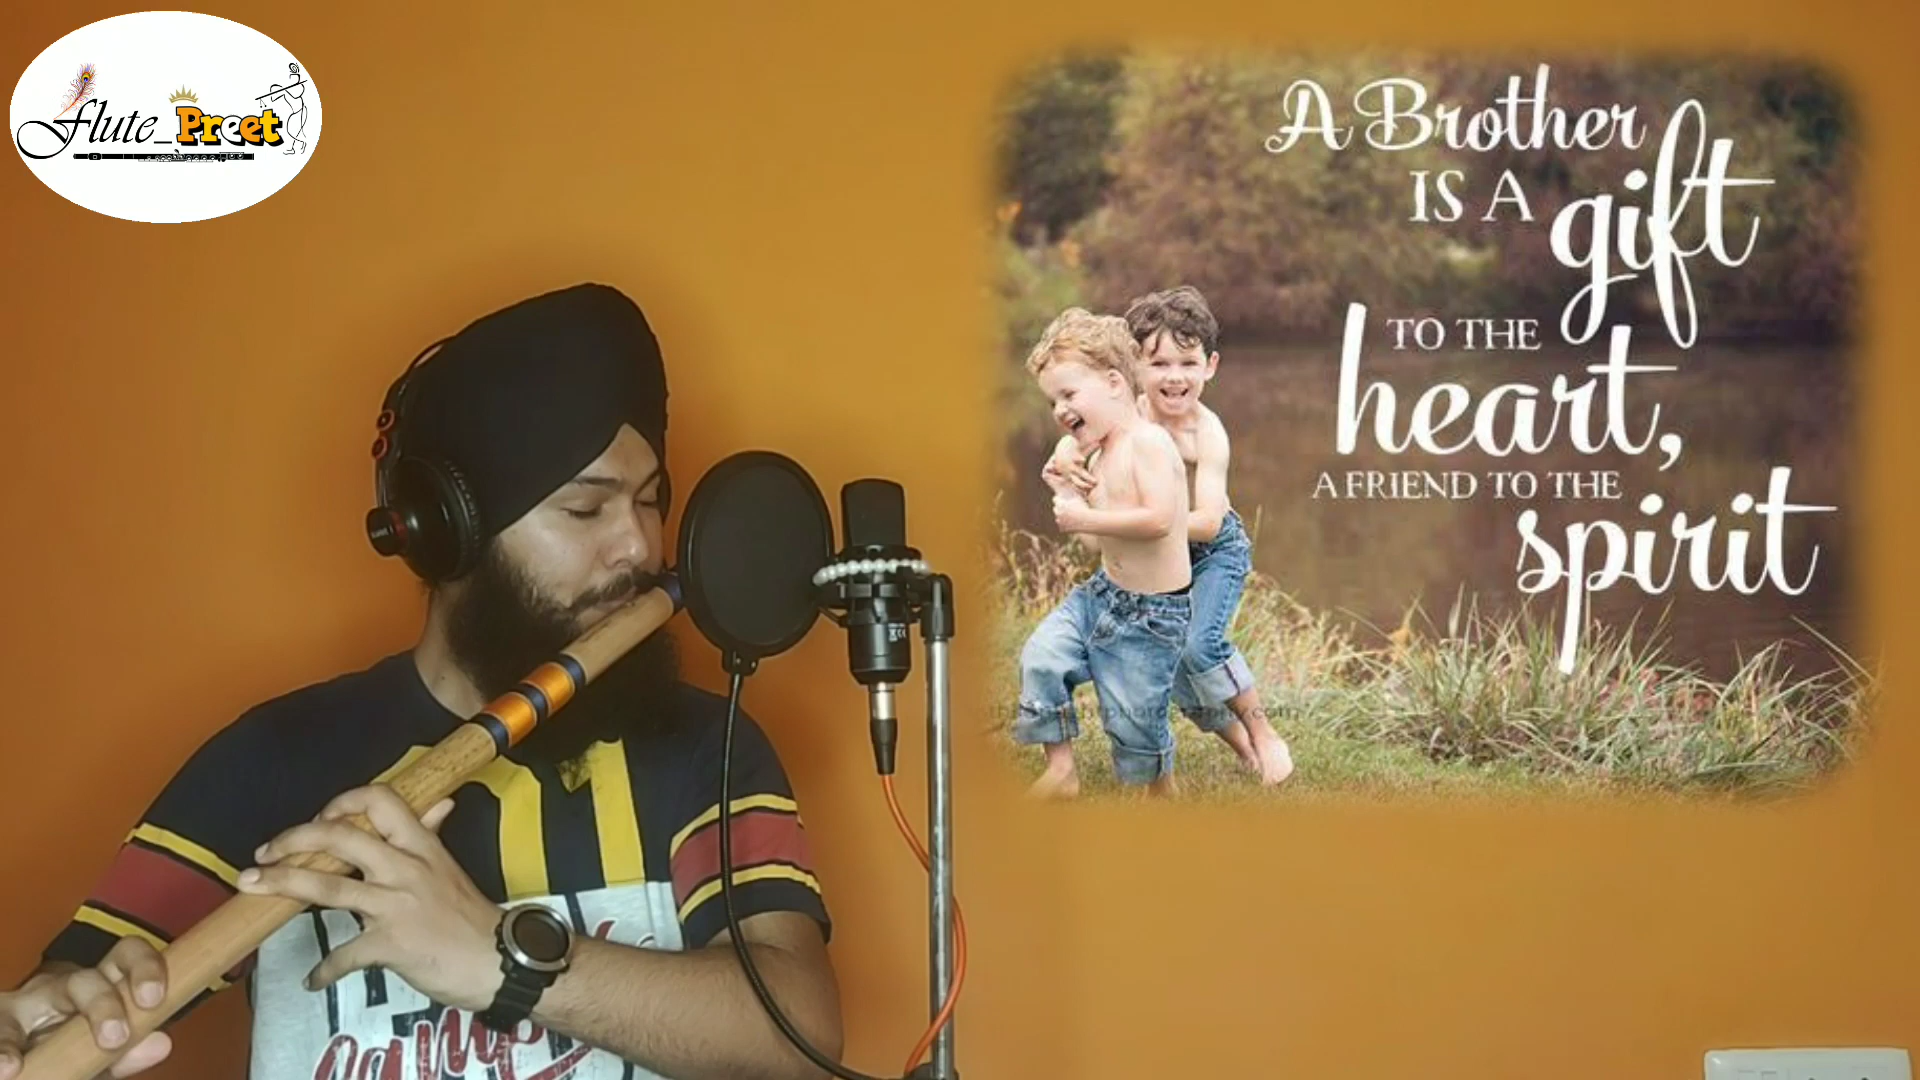 flute_Preet
A Brother
IS A gift
TO THE
heart,
A FRIEND TO THE
spirit